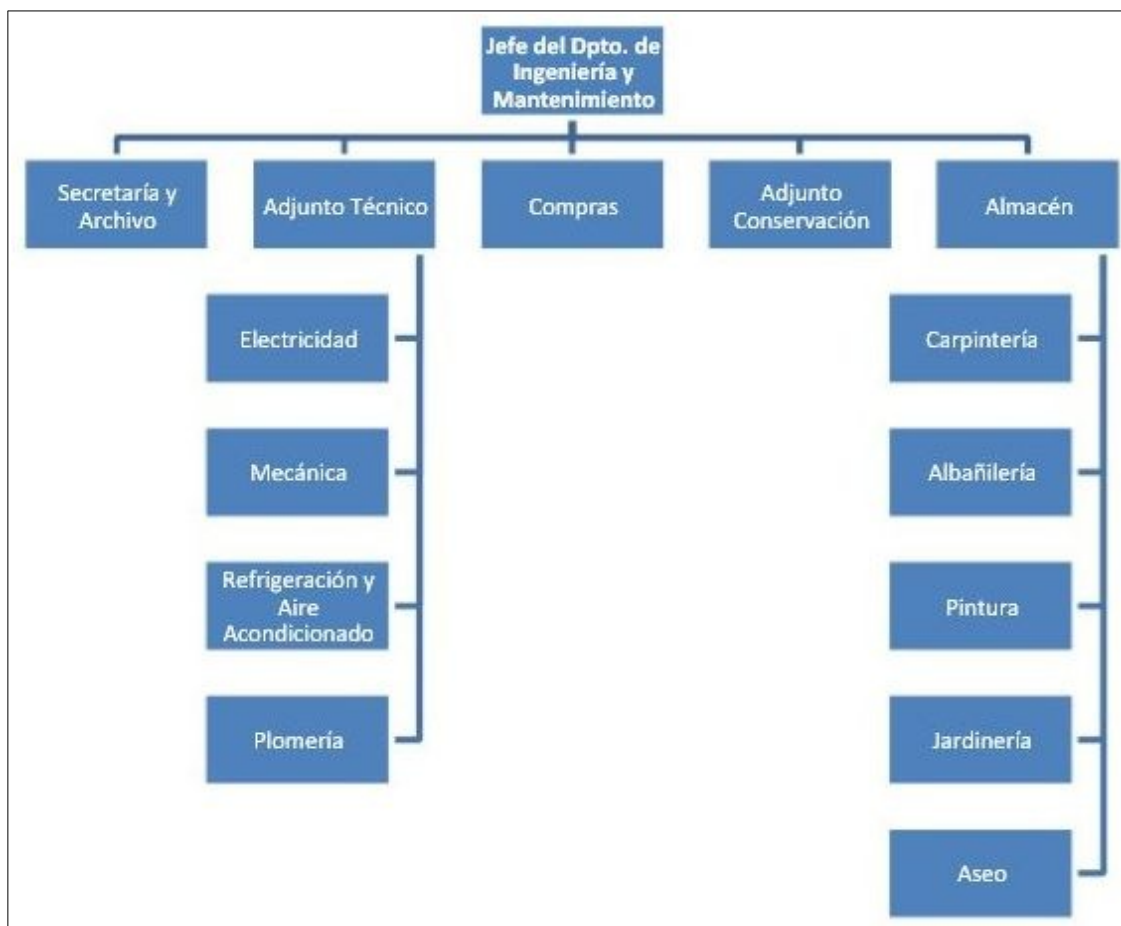 Jefe del Dpto. de
Ingeniería y
Mantenimiento
Secretaría y
Archivo
Adjunto Técnico
Compras
Adjunto
Conservación
Almacén
Electricidad
Mecánica
Refrigeración y
Aire
Acondicionado
Plomería
Carpintería
Albañilería
Pintura
Jardinería
Aseo